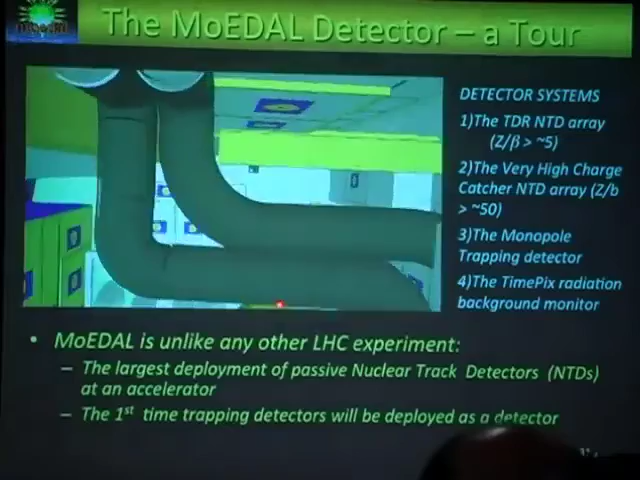 The MoEDAL Detector – a Tour
DETECTOR SYSTEMS
1)The TDR NTD array
(Z/β > ~5)
2)The Very High Charge
Catcher NTD array (Z/b
> ~50)
3)The Monopole
Trapping detector
4)The TimePix radiation
background monitor
• MoEDAL is unlike any other LHC experiment:
– The largest deployment of passive Nuclear Track Detectors (NTDs)
at an accelerator
– The 1st time trapping detectors will be deployed as a detector